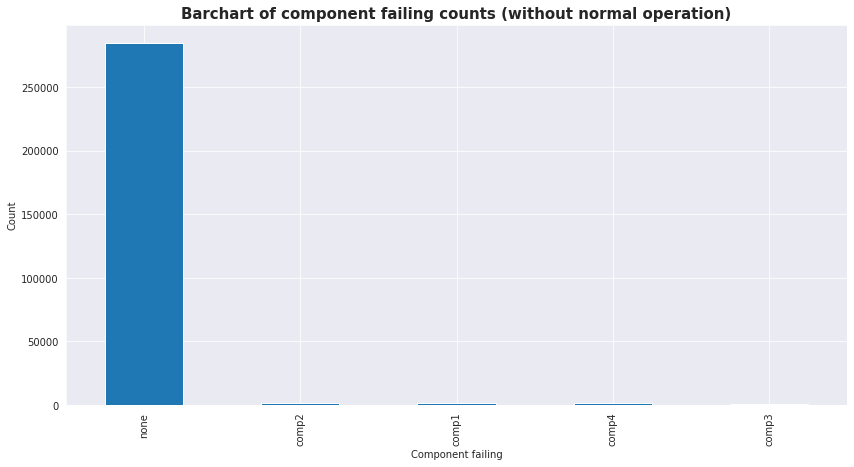 Barchart of component failing counts (without normal operation)
250000
200000
150000
100000
50000
0
Count
none
comp2
comp1
comp4
comp3
Component failing